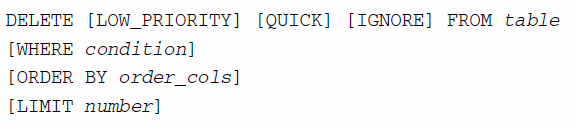 DELETE [LOW_PRIORITY] [QUICK] [IGNORE] FROM table
[WHERE condition]
[ORDER BY order_cols]
[LIMIT number]